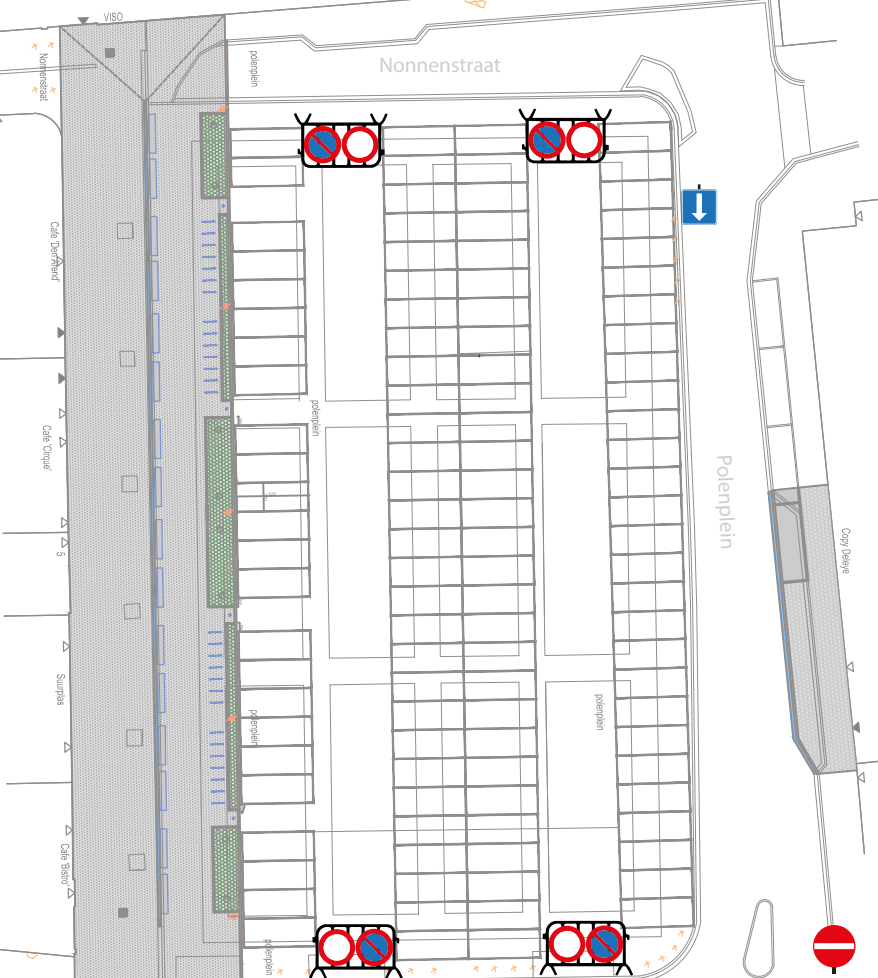 VISO
Nonnenstraat
polenplein
Nonnenstraat
Cafe 'Den Arend'
polenplein
Cafe 'Cirque'
Polenplein
Copy Deleye
5
Suurplas
polenplein
polenplein
Cafe 'Bistro'
polenplein